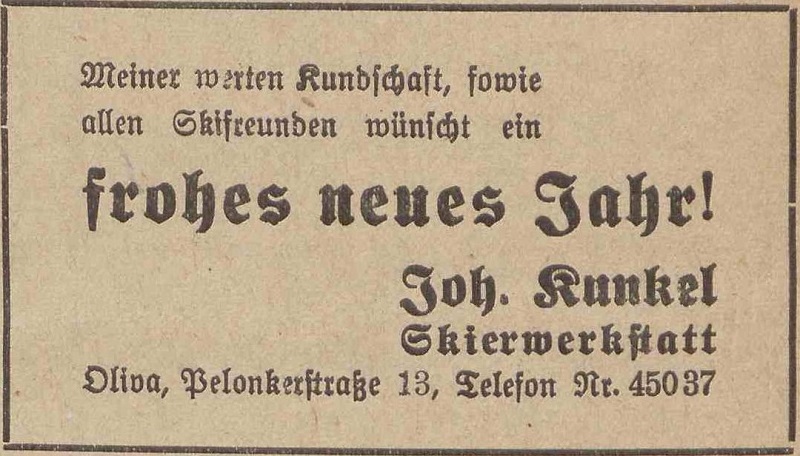 Meiner werten Kundschaft, sowie
allen Skifreunden wünscht ein
frohes neues Jahr!
Joh. Kunkel
Skierwerkstatt
Oliva, Pelonkerstraße 13, Telefon Nr. 45037